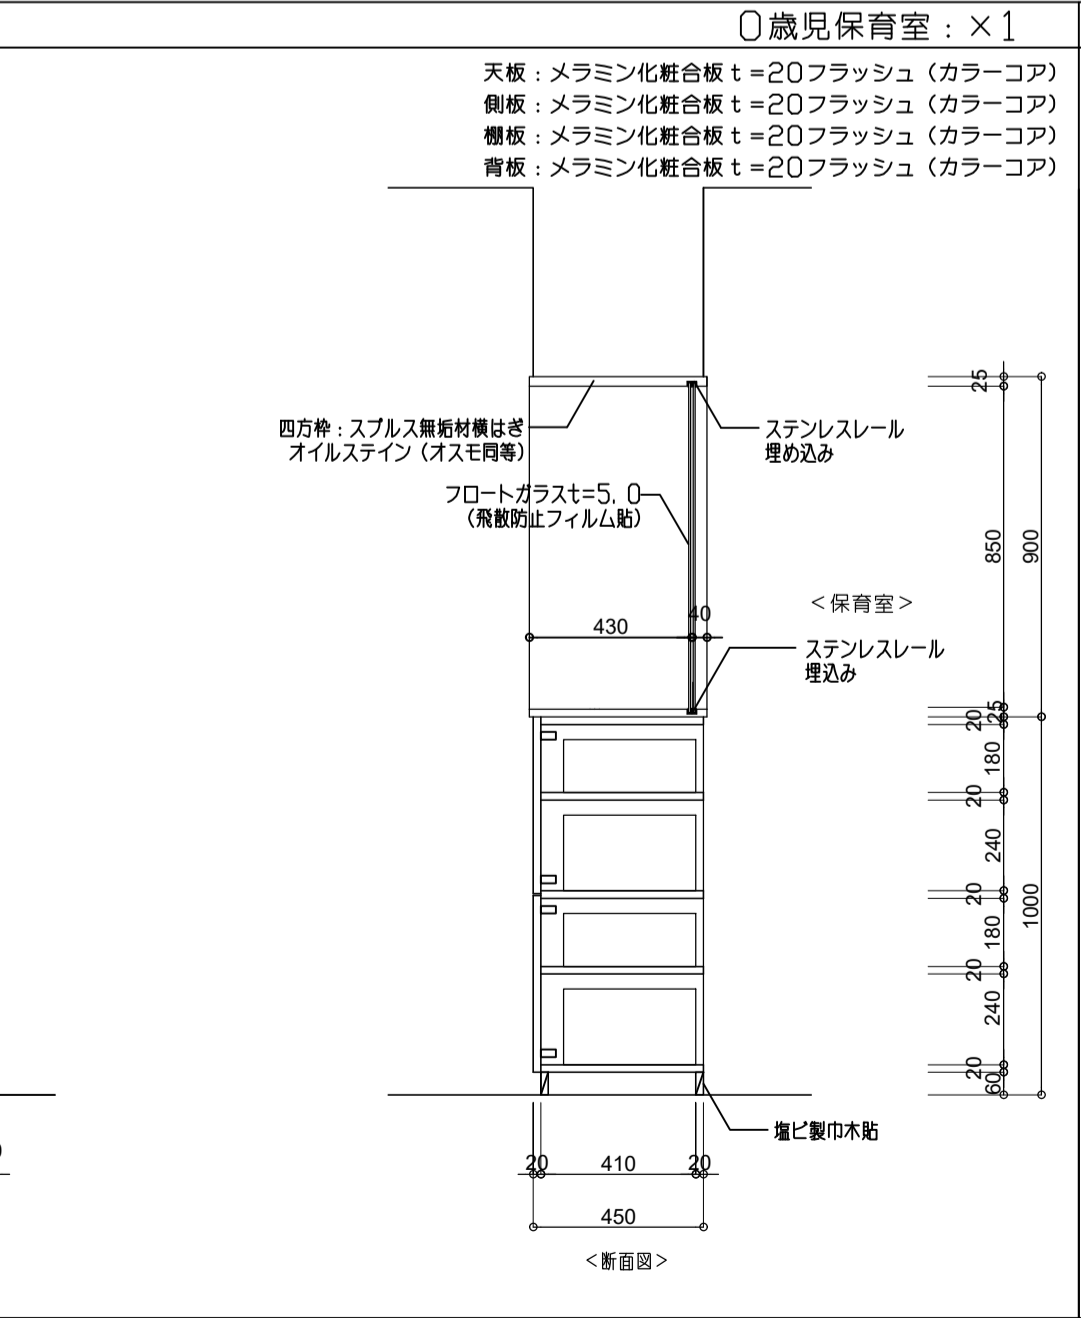 0歳児保育室：×1
天板：メラミン化粧合板ｔ＝20フラッシュ（カラーコア）
側板：メラミン化粧合板ｔ＝20フラッシュ（カラーコア）
棚板：メラミン化粧合板ｔ＝20フラッシュ（カラーコア）
背板：メラミン化粧合板ｔ＝20フラッシュ（カラーコア）
25
四方枠：スプルス無垢材横はぎ
オイルステイン（オスモ同等）
ステンレスレール
埋め込み
フロートガラスt=5．0
（飛散防止フィルム貼）
850
900
＜保育室＞
430
40
ステンレスレール
埋込み
25
20
180
20
240
20
1000
180
20
240
20
60
塩ビ製巾木貼
20
410
20
450
＜断面図＞